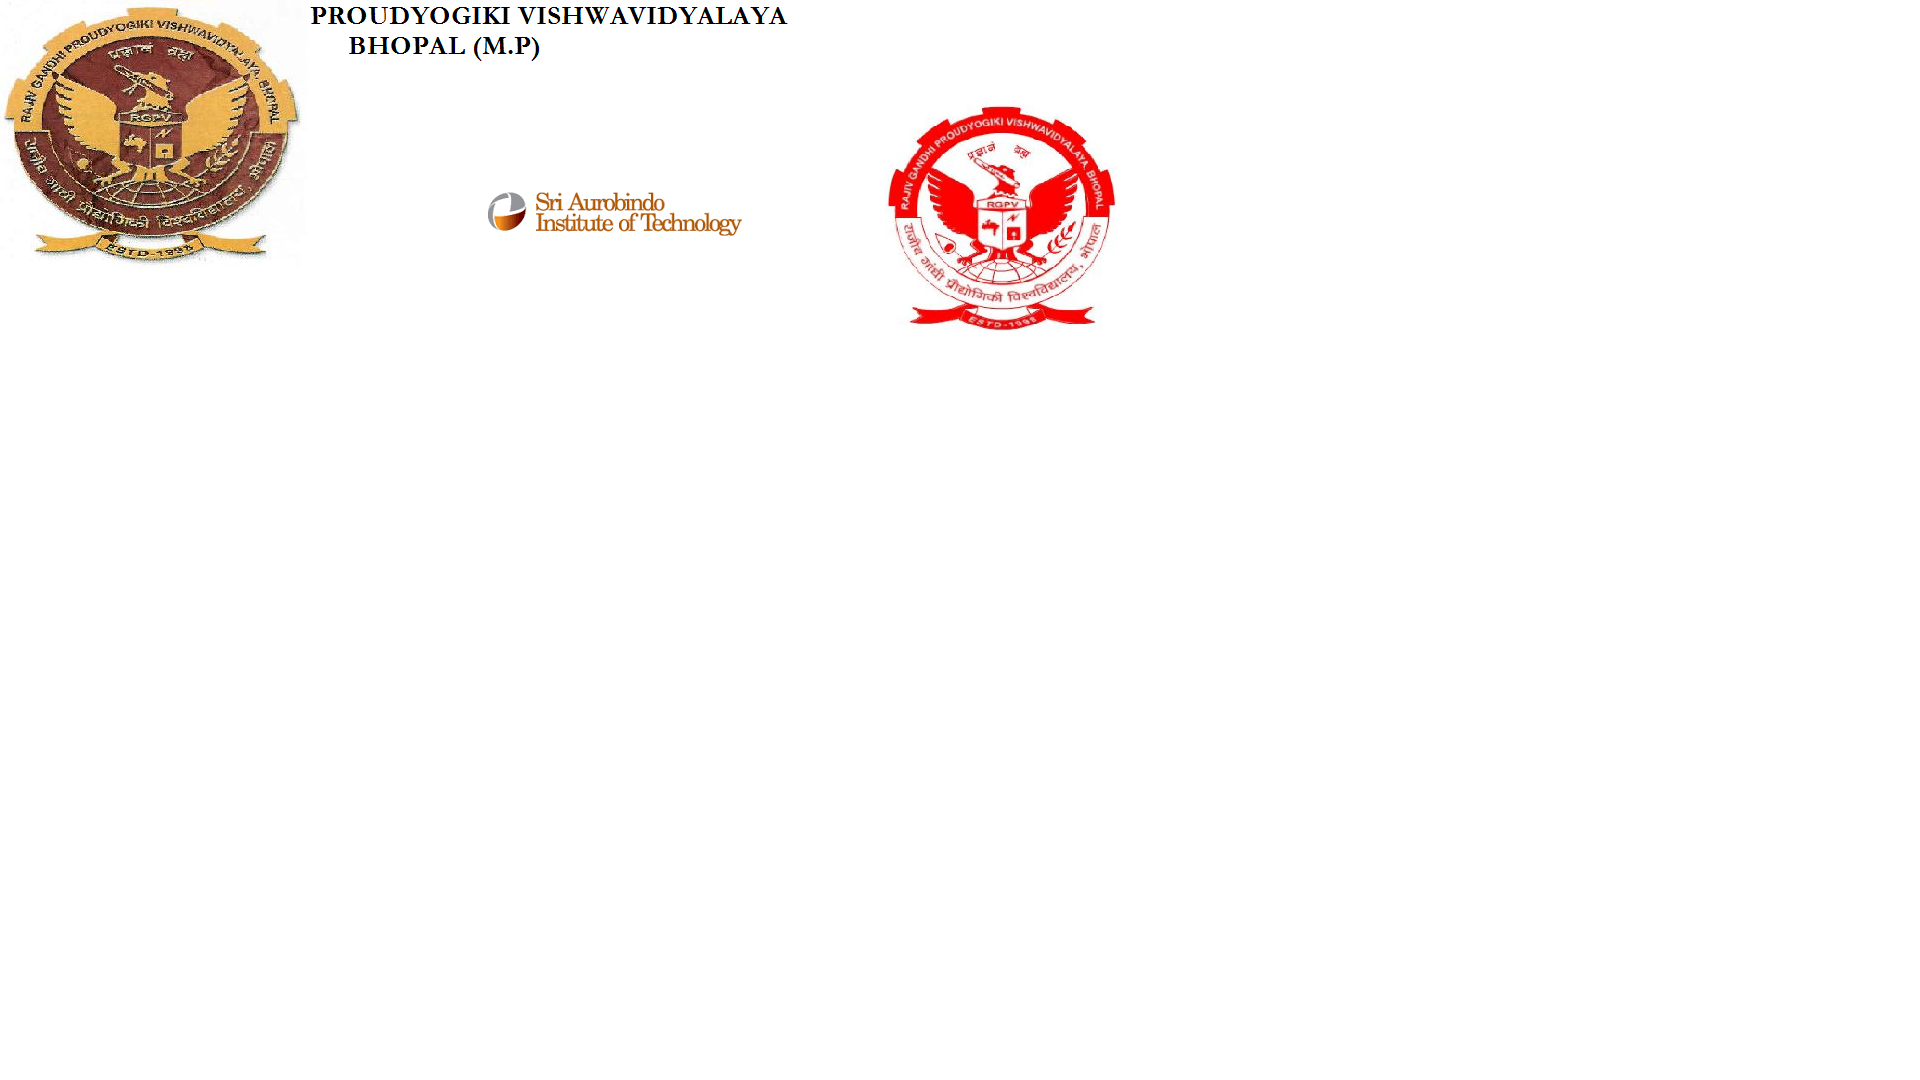 PROUDYOGIKI VISHWAVIDYALAYA
BHOPAL (M.P)
RAJIV GANDHI PROUDYOGIKI VISHWAVIDYALAYA, BHOPAL
प्रज्ञानं ब्रह्म
RGPV
राजीव गांधी प्रौद्योगिकी विश्वविद्यालय, भोपाल
ESTD-1998
Sri Aurobindo
Institute of Technology
RAJIV GANDHI PROUDYOGIKI VISHWAVIDYALAYA, BHOPAL
प्रज्ञानं ब्रह्म
RGPV
राजीव गांधी प्रौद्योगिकी विश्वविद्यालय, भोपाल
ESTD-1998